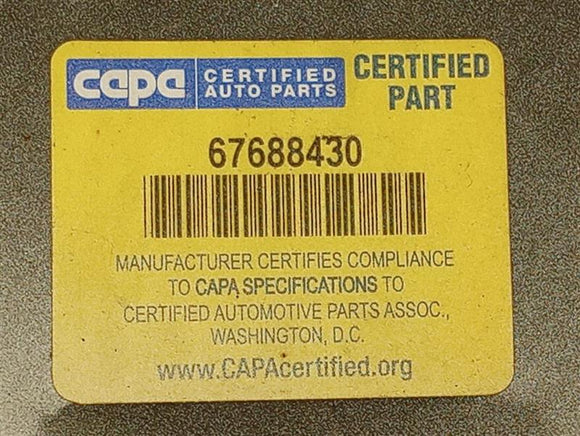 capa CERTIFIED AUTO PARTS
CERTIFIED PART
67688430
MANUFACTURER CERTIFIES COMPLIANCE
TO CAPA SPECIFICATIONS TO
CERTIFIED AUTOMOTIVE PARTS ASSOC.,
WASHINGTON, D.C.
www.CAPAcertified.org